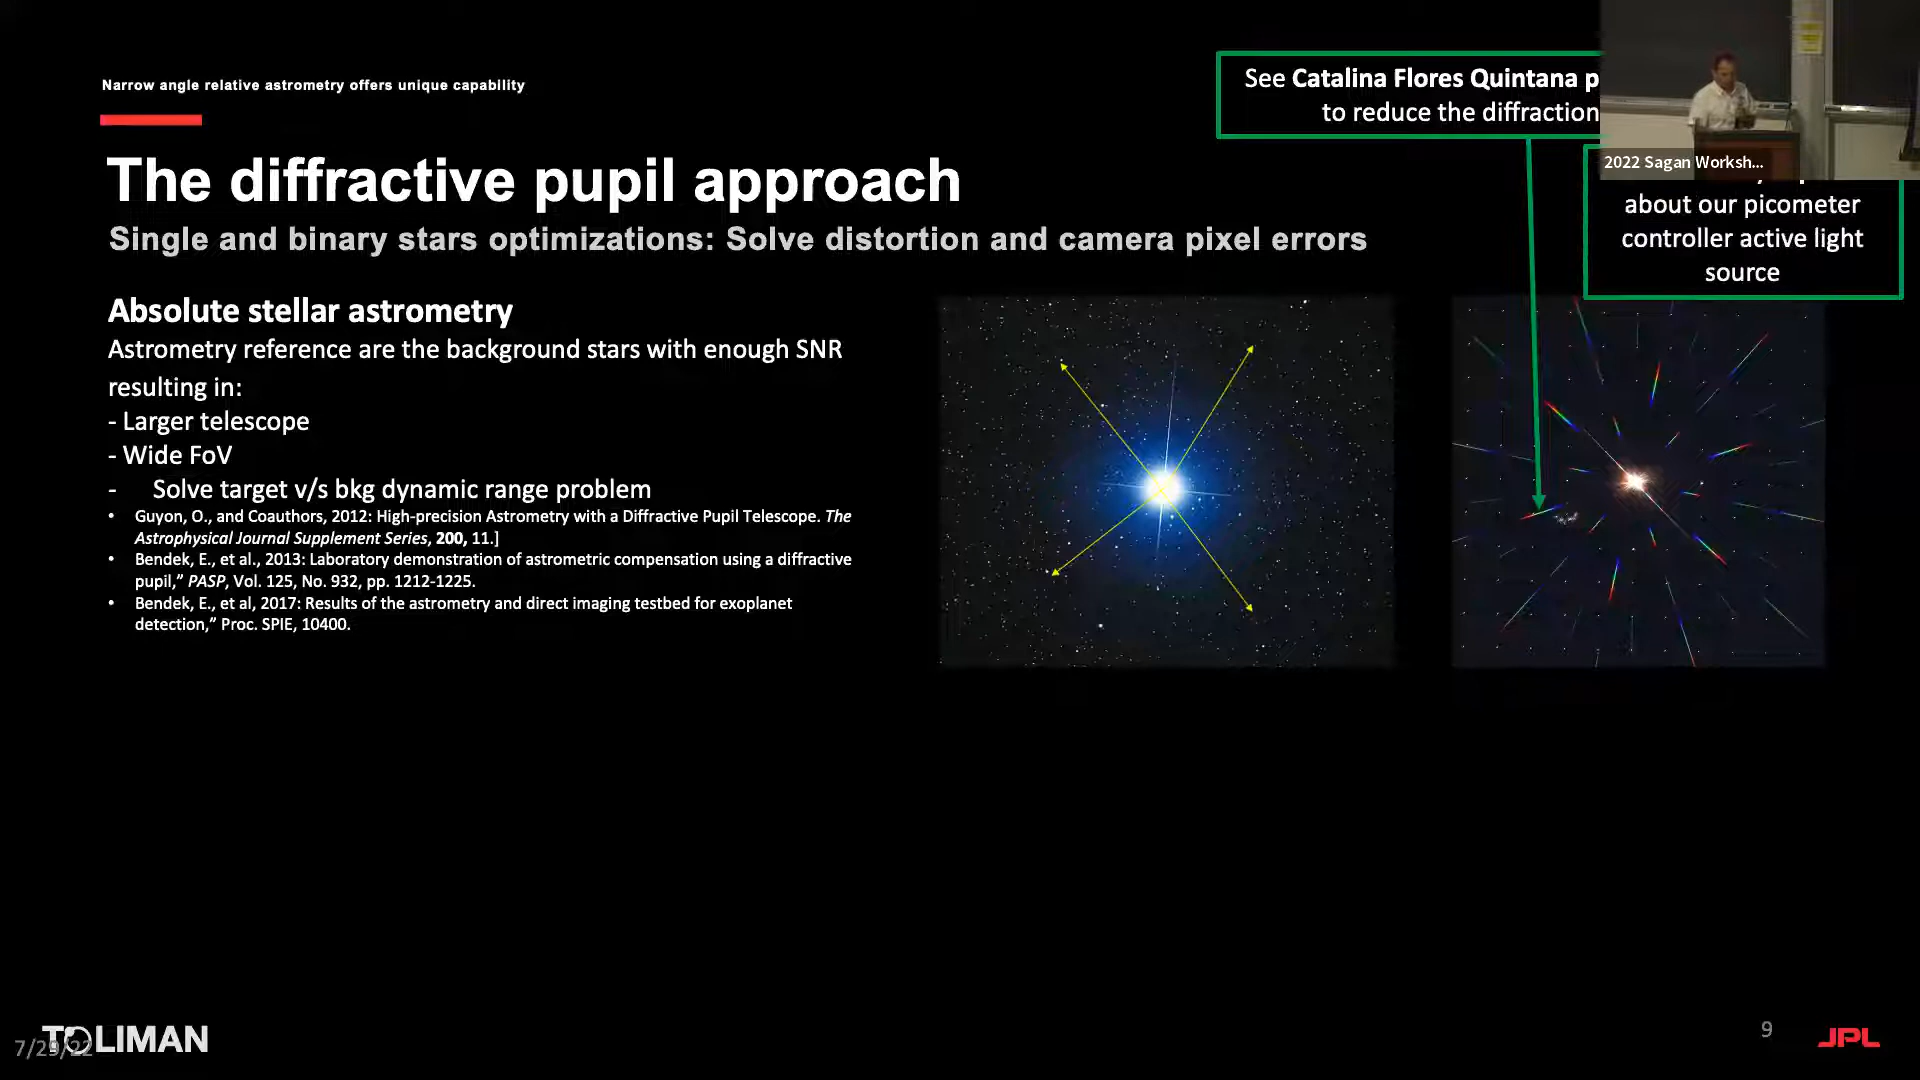 Narrow angle relative astrometry offers unique capability
See Catalina Flores Quintana p
to reduce the diffraction
2022 Sagan Worksh...
The diffractive pupil approach
about our picometer
controller active light
source
Single and binary stars optimizations: Solve distortion and camera pixel errors
Absolute stellar astrometry
Astrometry reference are the background stars with enough SNR
resulting in:
- Larger telescope
- Wide FoV
- Solve target v/s bkg dynamic range problem
• Guyon, O., and Coauthors, 2012: High-precision Astrometry with a Diffractive Pupil Telescope. The
Astrophysical Journal Supplement Series, 200, 11.]
• Bendek, E., et al., 2013: Laboratory demonstration of astrometric compensation using a diffractive
pupil,” PASP, Vol. 125, No. 932, pp. 1212-1225.
• Bendek, E., et al, 2017: Results of the astrometry and direct imaging testbed for exoplanet
detection,” Proc. SPIE, 10400.
TOLIMAN
7/29/22
9
JPL